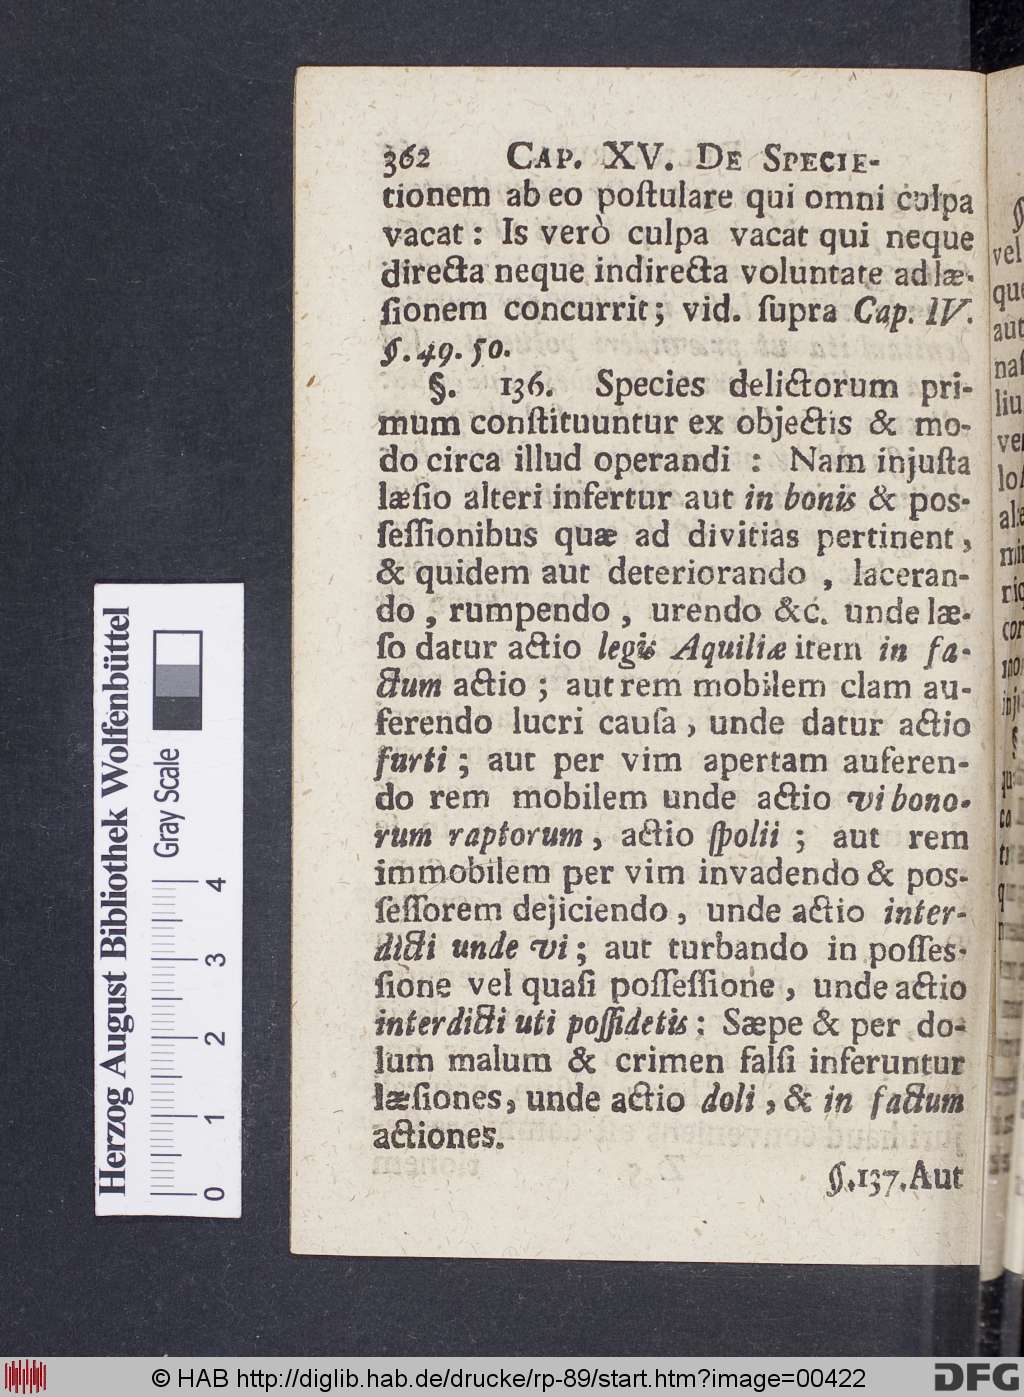 362 CAP. XV. DE SPECIE-
tionem ab eo poſtulare qui omni culpa
vacat : Is verò culpa vacat qui neque
directa neque indirecta voluntate ad læ-
ſionem concurrit; vid. ſupra Cap. IV.
§. 49. 50.
§. 136. Species delictorum pri-
mum conſtituuntur ex objectis & mo-
do circa illud operandi : Nam injuſta
læſio alteri infertur aut in bonis & pos-
ſeſſionibus quæ ad divitias pertinent,
& quidem aut deteriorando , laceran-
do , rumpendo , urendo &c. unde læ-
ſo datur actio legis Aquiliæ item in fa-
ctum actio ; aut rem mobilem clam au-
ferendo lucri cauſa , unde datur actio
furti ; aut per vim apertam auferen-
do rem mobilem unde actio vi bono-
rum raptorum , actio ſpolii ; aut rem
immobilem per vim invadendo & pos-
ſeſſorem dejiciendo , unde actio inter-
dicti unde vi ; aut turbando in poſſes-
ſione vel quaſi poſſeſſione , unde actio
interdicti uti poſſidetis : Sæpe & per do-
lum malum & crimen falſi inferuntur
læſiones, unde actio doli , & in factum
actiones.
§.137. Aut
Herzog August Bibliothek Wolfenbüttel
Gray Scale
0 1 2 3 4
§
vel
que
aut
naſ
liu
ver
loſ
© HAB http://diglib.hab.de/drucke/rp-89/start.htm?image=00422
DFG